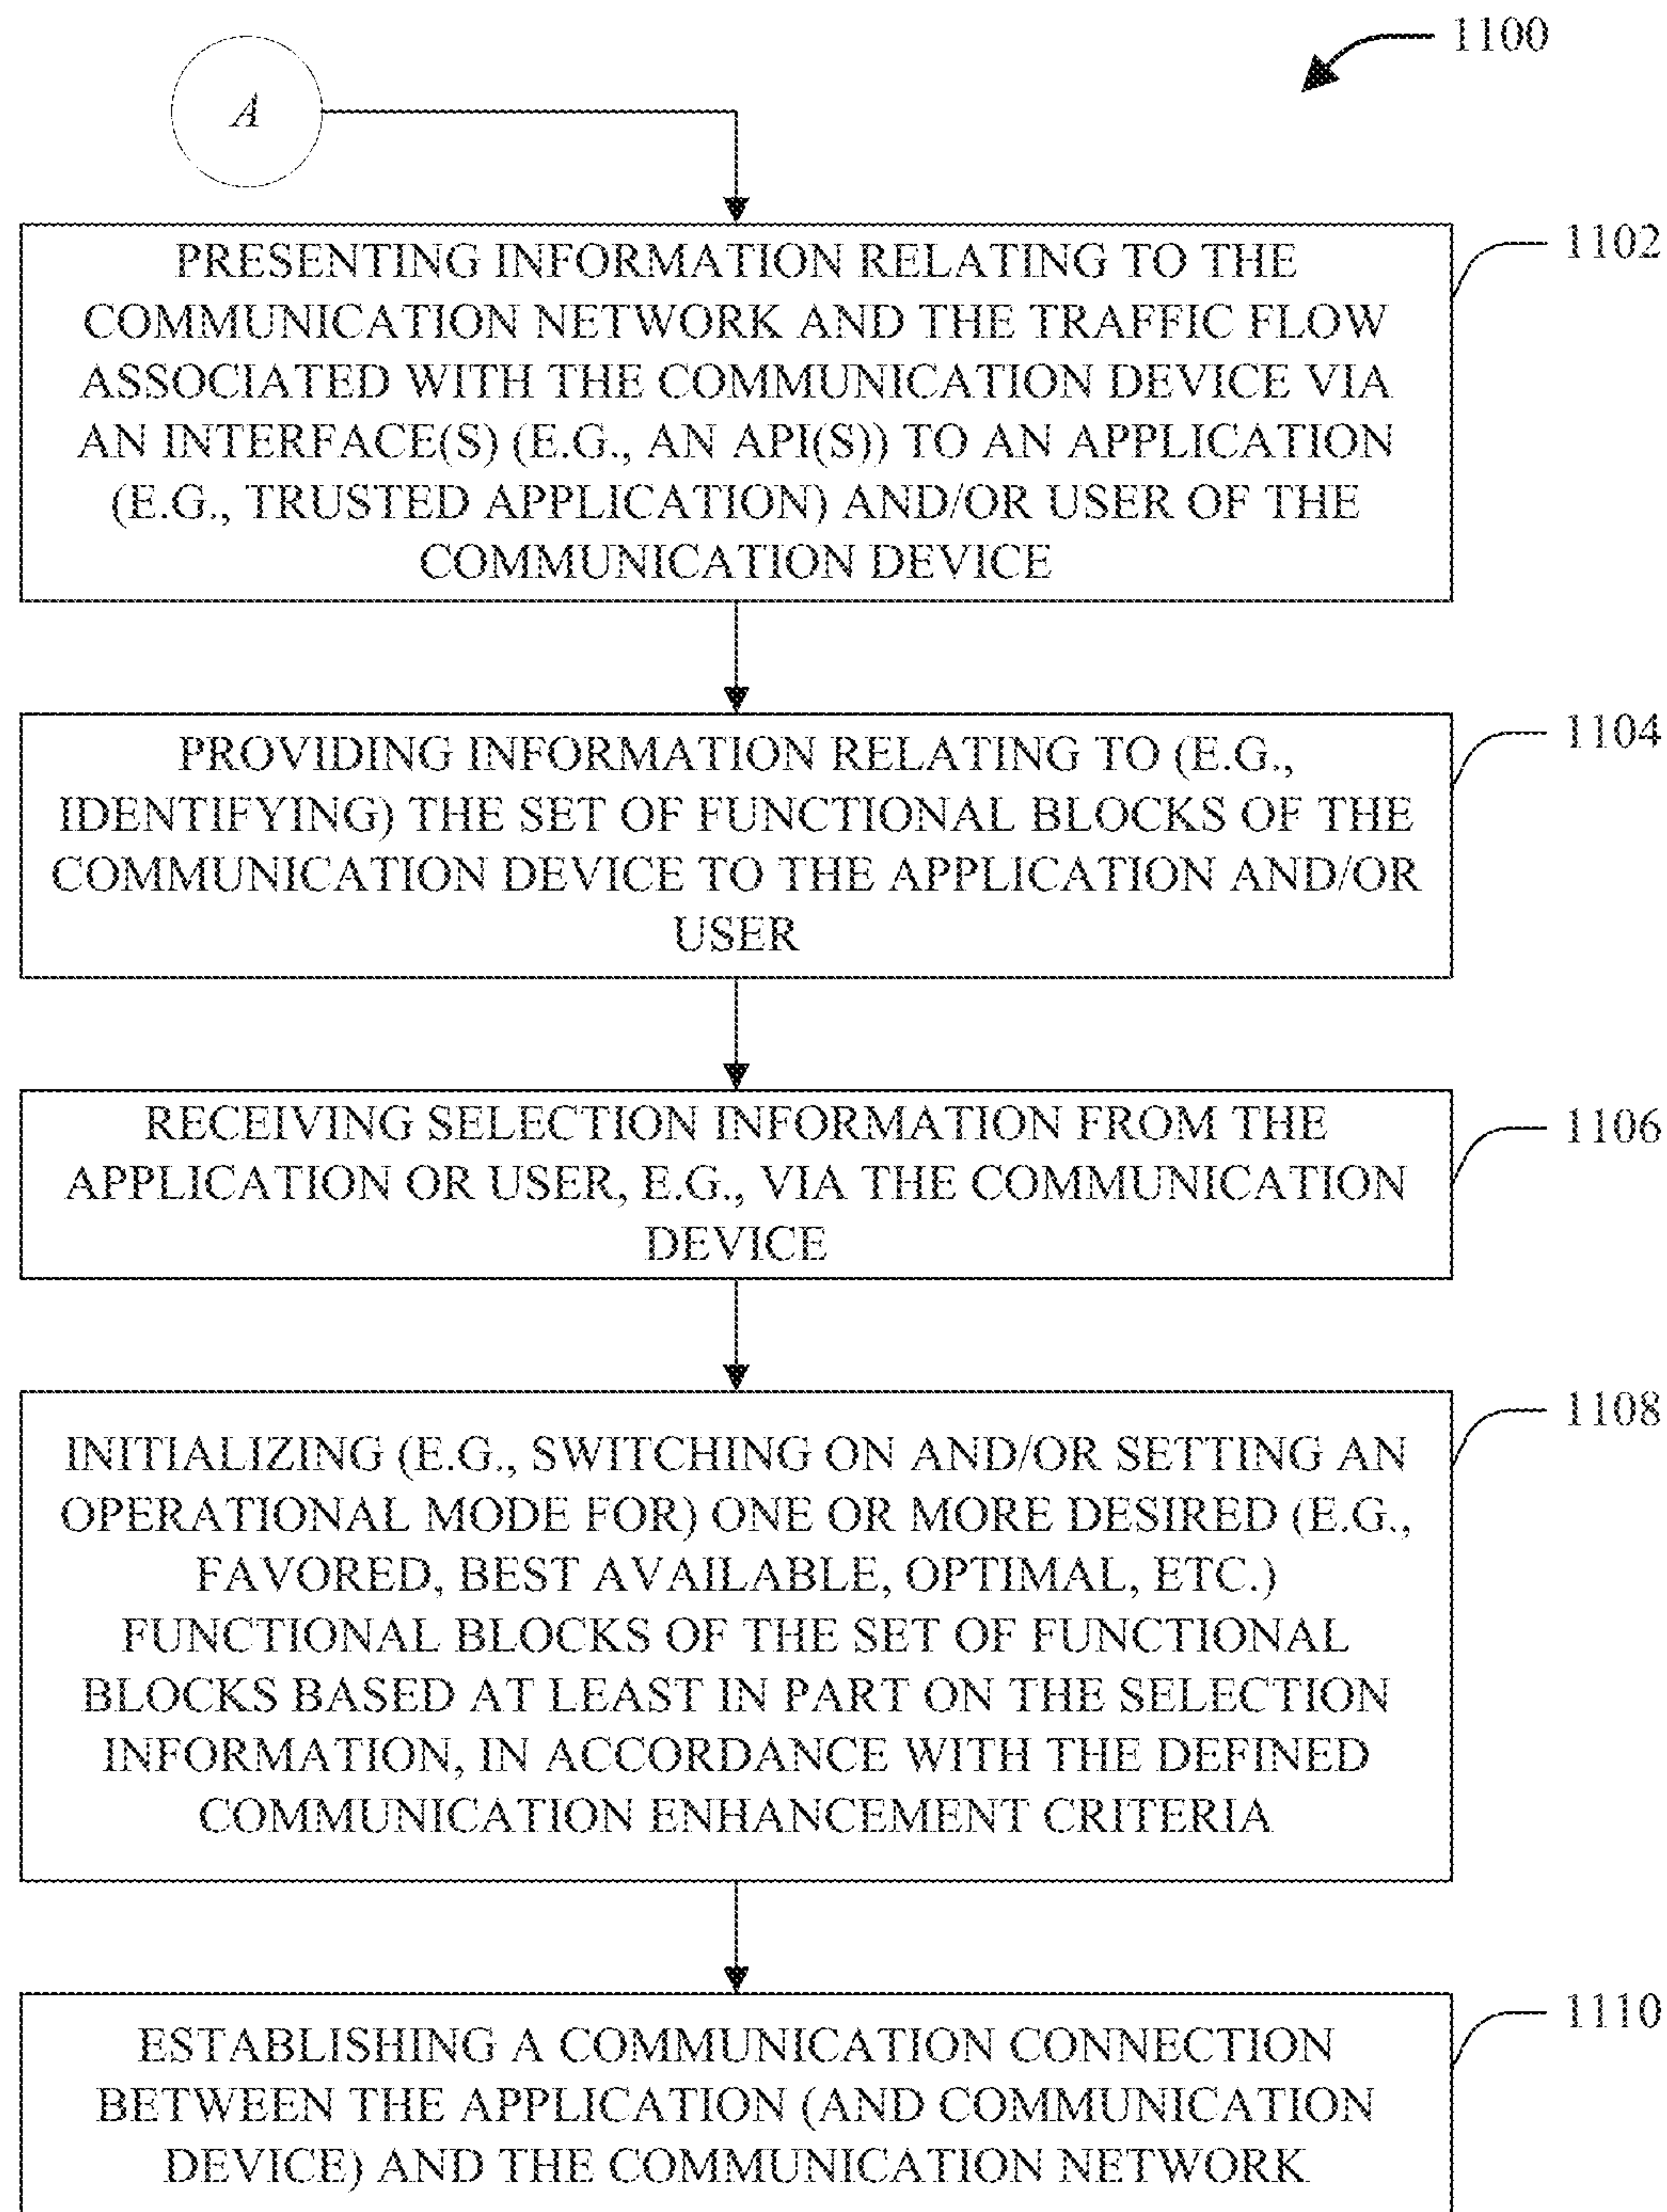 1100
A
PRESENTING INFORMATION RELATING TO THE
COMMUNICATION NETWORK AND THE TRAFFIC FLOW
ASSOCIATED WITH THE COMMUNICATION DEVICE VIA
AN INTERFACE(S) (E.G., AN API(S)) TO AN APPLICATION
(E.G., TRUSTED APPLICATION) AND/OR USER OF THE
COMMUNICATION DEVICE
1102
PROVIDING INFORMATION RELATING TO (E.G.,
IDENTIFYING) THE SET OF FUNCTIONAL BLOCKS OF THE
COMMUNICATION DEVICE TO THE APPLICATION AND/OR
USER
1104
RECEIVING SELECTION INFORMATION FROM THE
APPLICATION OR USER, E.G., VIA THE COMMUNICATION
DEVICE
1106
INITIALIZING (E.G., SWITCHING ON AND/OR SETTING AN
OPERATIONAL MODE FOR) ONE OR MORE DESIRED (E.G.,
FAVORED, BEST AVAILABLE, OPTIMAL, ETC.)
FUNCTIONAL BLOCKS OF THE SET OF FUNCTIONAL
BLOCKS BASED AT LEAST IN PART ON THE SELECTION
INFORMATION, IN ACCORDANCE WITH THE DEFINED
COMMUNICATION ENHANCEMENT CRITERIA
1108
ESTABLISHING A COMMUNICATION CONNECTION
BETWEEN THE APPLICATION (AND COMMUNICATION
DEVICE) AND THE COMMUNICATION NETWORK
1110